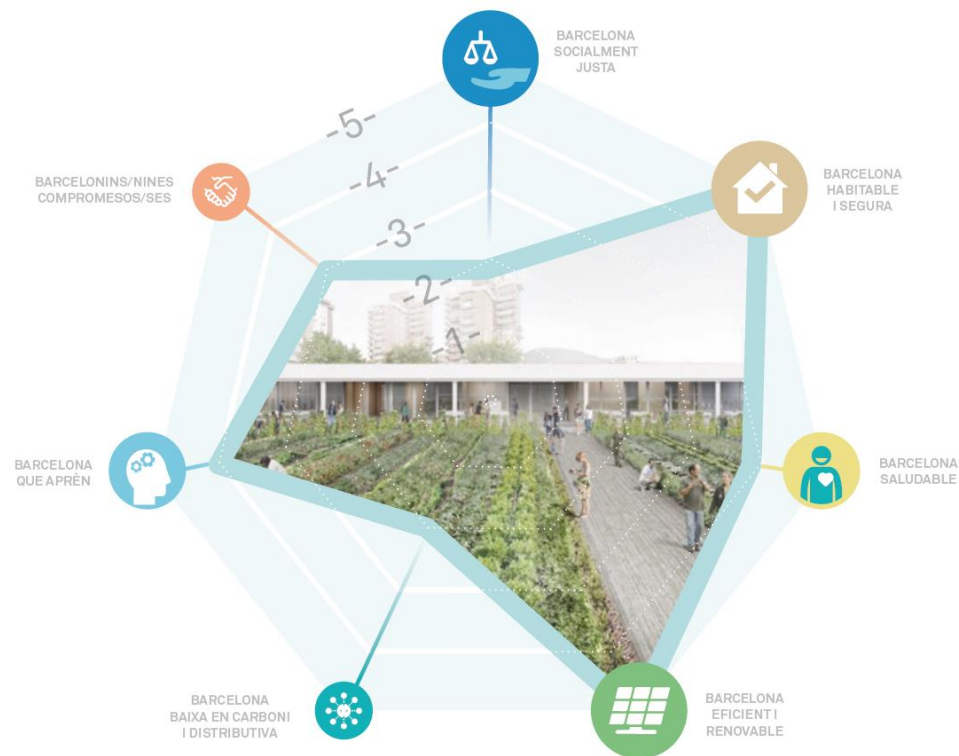 BARCELONA
SOCIALMENT
JUSTA
-5-
-4-
-3-
-2-
-1-
BARCELONINS/NINES
COMPROMESOS/SES
BARCELONA
HABITABLE
I SEGURA
BARCELONA
QUE APRÈN
BARCELONA
SALUDABLE
BARCELONA
BAIXA EN CARBONI
I DISTRIBUTIVA
BARCELONA
EFICIENT I
RENOVABLE